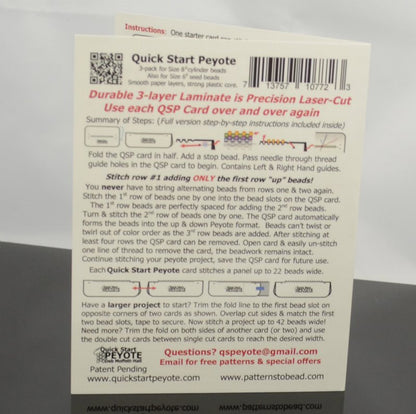 Instructions: One starter card
Quick Start Peyote
3-pack for Size 8° cylinder beads
Also for Size 6° seed beads
Smooth paper layers, strong plastic core.
7 13757 10772 3
Durable 3-layer Laminate is Precision Laser-Cut
Use each QSP Card over and over again
Summary of Steps: (Full version step-by-step instructions included inside)
Fold the QSP card in half. Add a stop bead. Pass needle through thread
guide holes in the QSP card to begin. Contains Left & Right Hand guides.
Stitch row #1 adding ONLY the first row "up" beads!
You never have to string alternating beads from rows one & two again.
Stitch the 1st row of beads one by one into the bead slots on the QSP card.
The 1st row beads are perfectly spaced for adding the 2nd row beads.
Turn & stitch the 2nd row of beads one by one. The QSP card automatically
forms the beads into the up & down Peyote format. Beads can't twist or
twirl out of color order as the 3rd row beads are added. After stitching at
least four rows the QSP card can be removed. Open card & easily un-stitch
one line of thread to remove the card, the beadwork remains intact.
Continue stitching your peyote project, save the QSP card for future use.
Each Quick Start Peyote card stitches a panel up to 22 beads wide.
Have a larger project to start? Trim the fold line to the first bead slot on
opposite corners of two cards as shown. Overlap cut sides & match the first
two bead slots, tape to secure. Now stitch a project up to 42 beads wide!
Need more? Trim the fold on both sides of another card (or two) and use
the double cut cards between single cut cards to reach the desired width.
Quick Start
PEYOTE
Deb Moffett-Hall
Patent Pending
Questions? qspeyote@gmail.com
Email for free patterns & special offers
www.quickstartpeyote.com
www.patternstobead.com